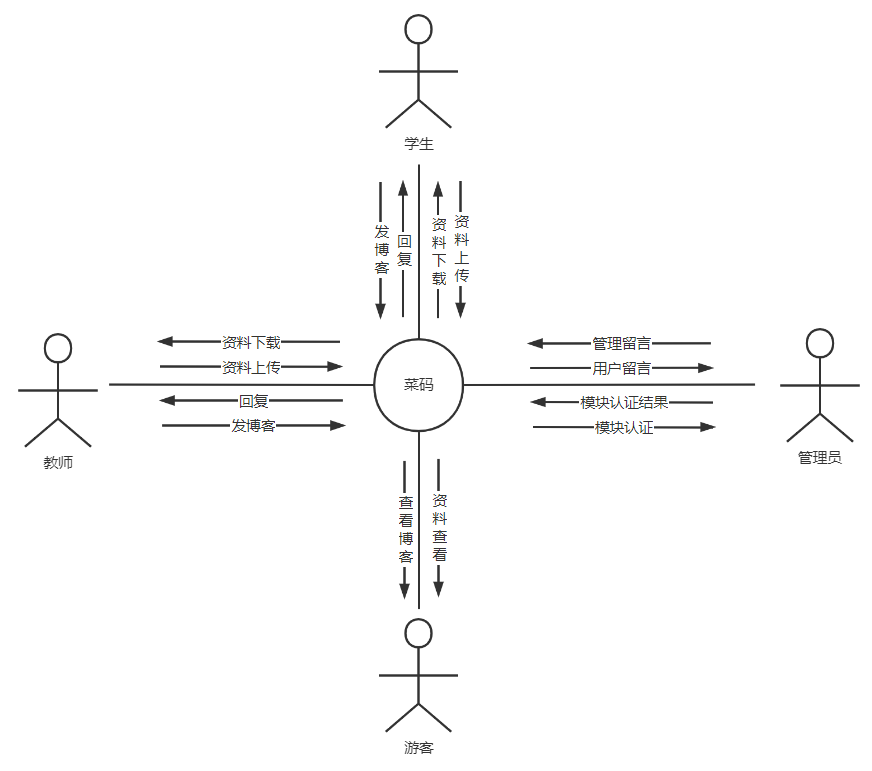 学生
发博客
回复
资料下载
资料上传
资料下载
资料上传
回复
发博客
教师
菜码
管理留言
用户留言
模块认证结果
模块认证
管理员
查看博客
资料查看
游客